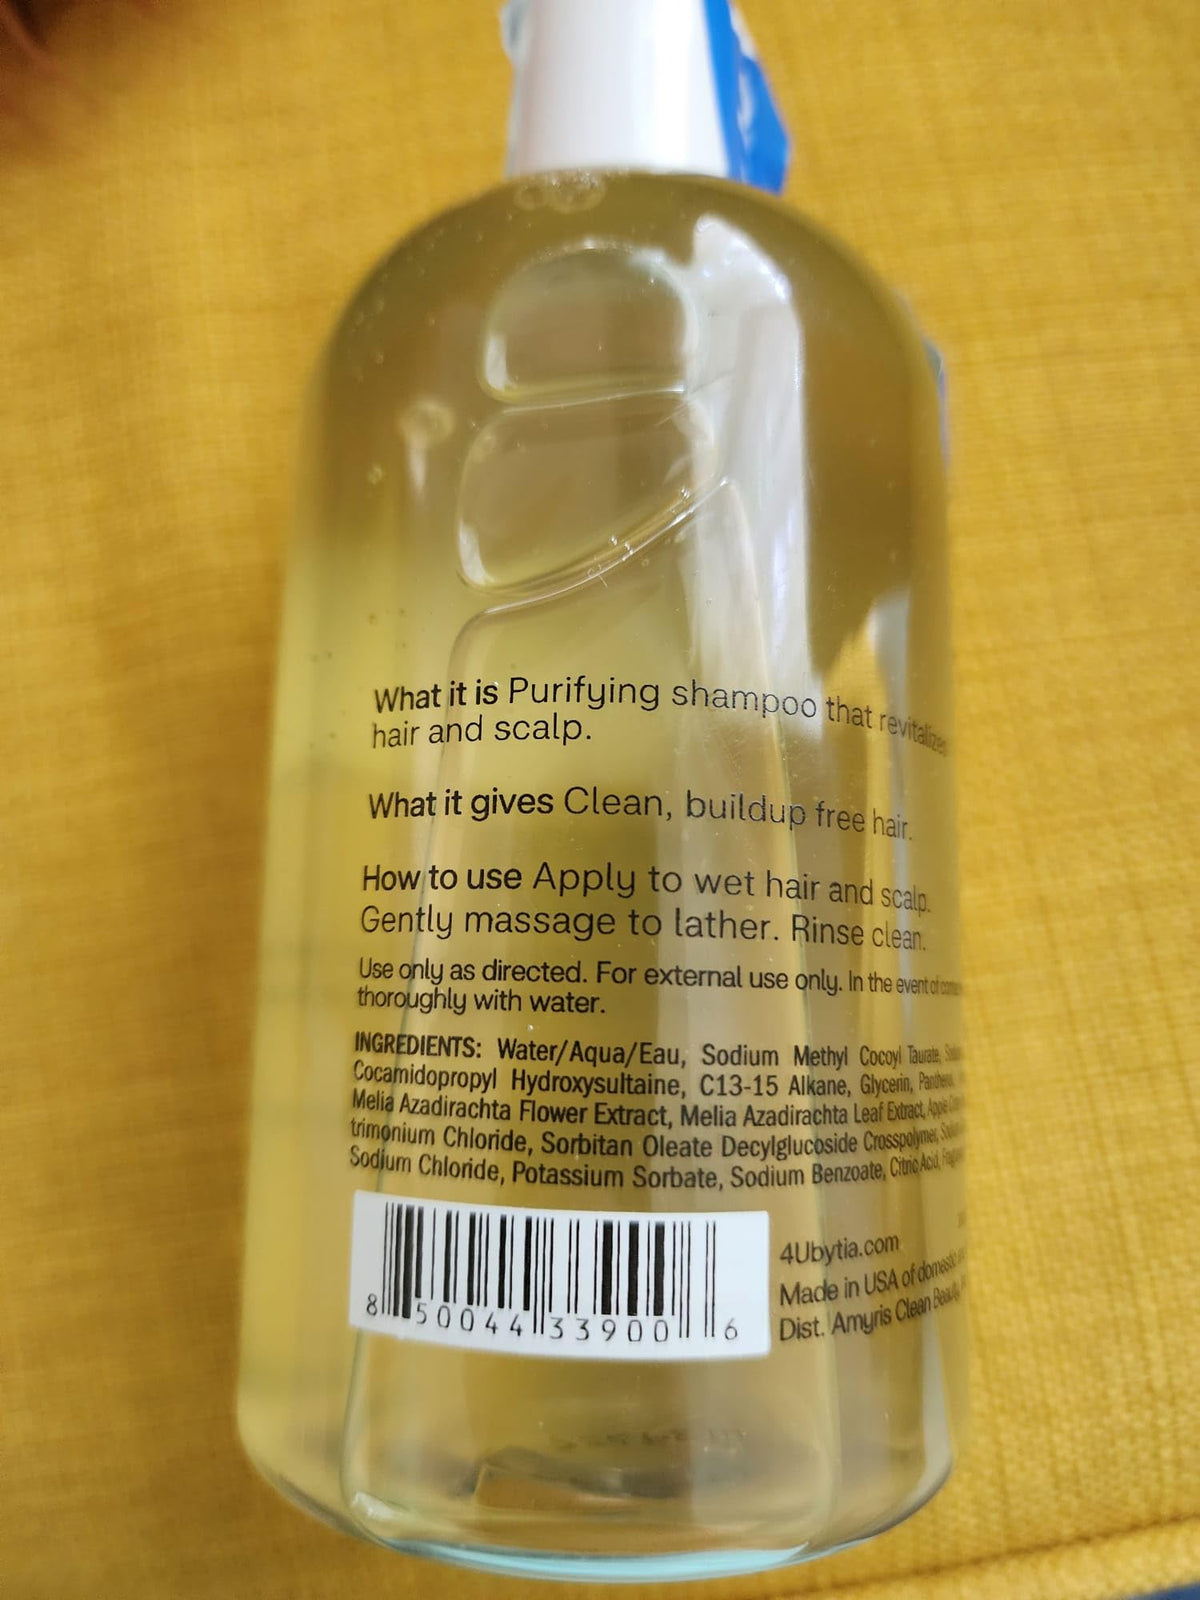 What it is Purifying shampoo that revitalizes
hair and scalp.
What it gives Clean, buildup free hair.
How to use Apply to wet hair and scalp.
Gently massage to lather. Rinse clean.
Use only as directed. For external use only. In the event of
thoroughly with water.
INGREDIENTS: Water/Aqua/Eau, Sodium Methyl Cocoyl Taurate,
Cocamidopropyl Hydroxysultaine, C13-15 Alkane, Glycerin,
Melia Azadirachta Flower Extract, Melia Azadirachta Leaf Extract,
trimonium Chloride, Sorbitan Oleate Decylglucoside Crosspolymer,
Sodium Chloride, Potassium Sorbate, Sodium Benzoate, Citric Acid,
8 50044 33900 6
4Ubytia.com
Made in USA of domestic
Dist. Amyris Clean